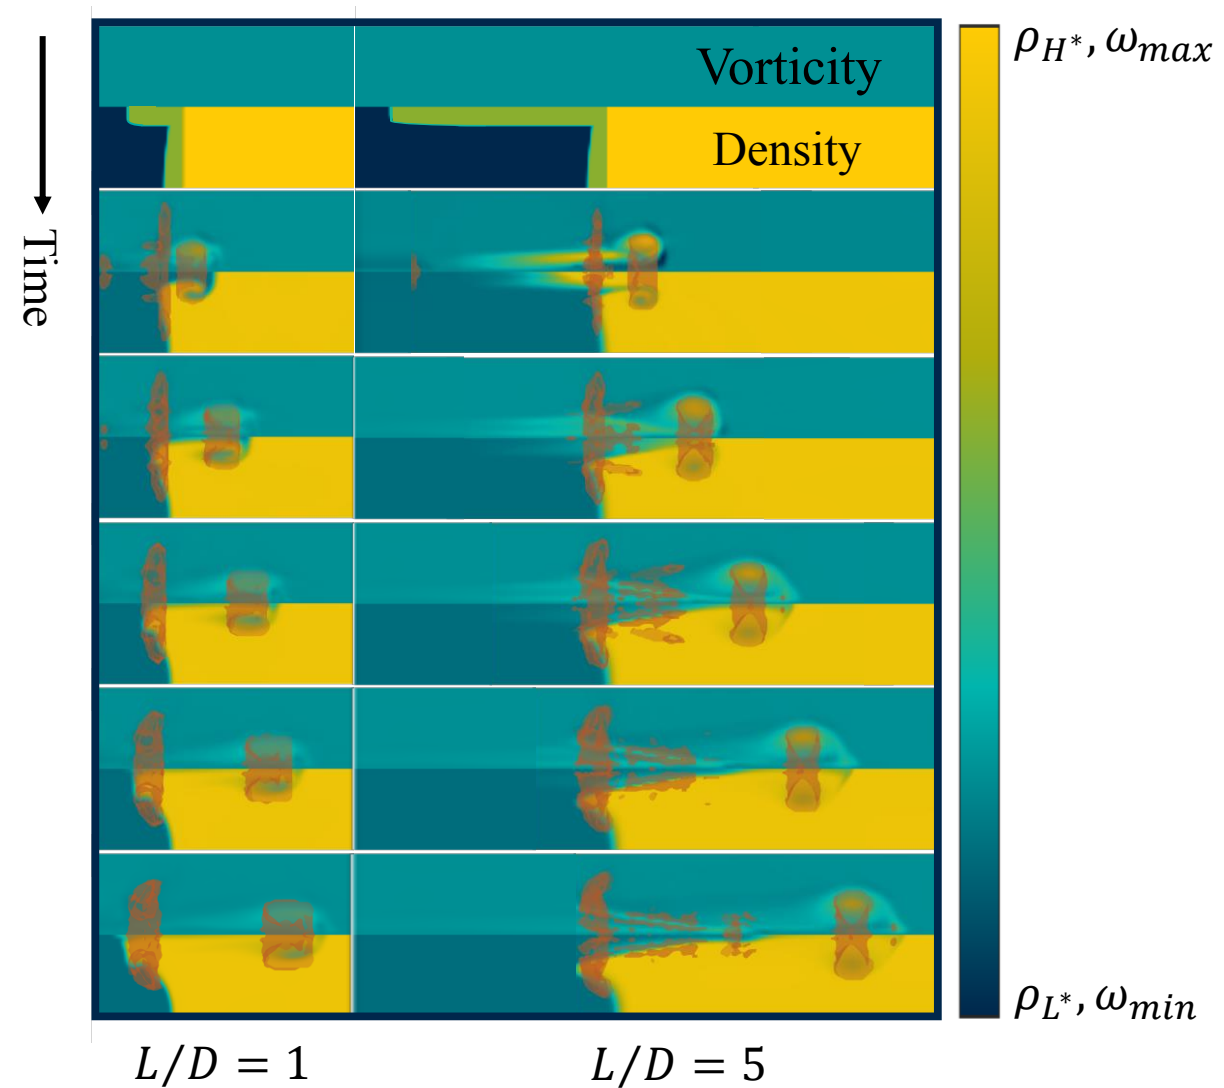 Vorticity
Density
Time
ρ_{H*}, ω_{max}
ρ_{L*}, ω_{min}
L/D = 1
L/D = 5